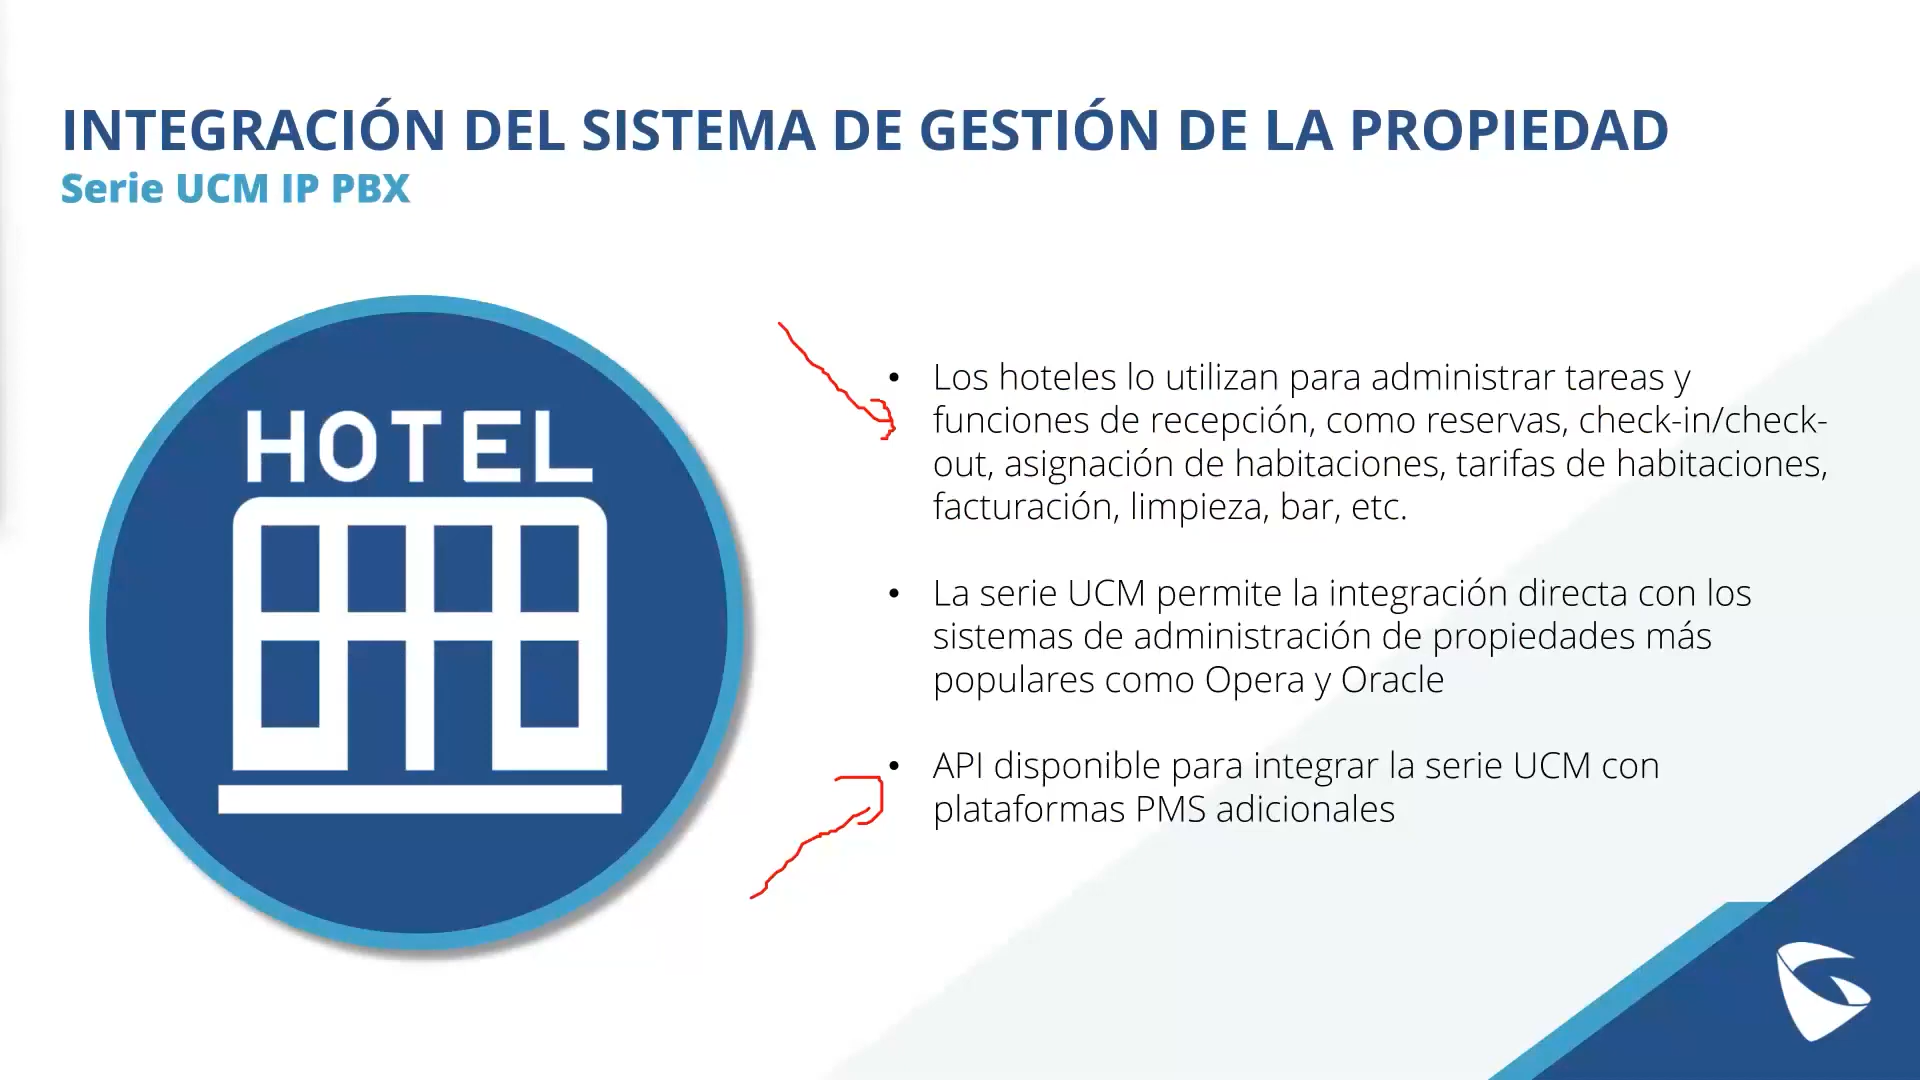 INTEGRACIÓN DEL SISTEMA DE GESTIÓN DE LA PROPIEDAD
Serie UCM IP PBX
HOTEL
• Los hoteles lo utilizan para administrar tareas y
funciones de recepción, como reservas, check-in/check-
out, asignación de habitaciones, tarifas de habitaciones,
facturación, limpieza, bar, etc.
• La serie UCM permite la integración directa con los
sistemas de administración de propiedades más
populares como Opera y Oracle
• API disponible para integrar la serie UCM con
plataformas PMS adicionales